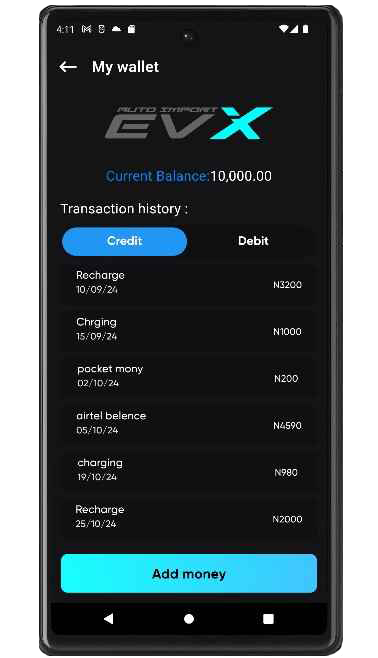 4:11
My wallet
AUTO IMPORT
EVX
Current Balance:10,000.00
Transaction history :
Credit Debit
Recharge
10/09/24
N3200
Chrging
15/09/24
N1000
pocket mony
02/10/24
N200
airtel belence
05/10/24
N4590
charging
19/10/24
N980
Recharge
25/10/24
N2000
Add money